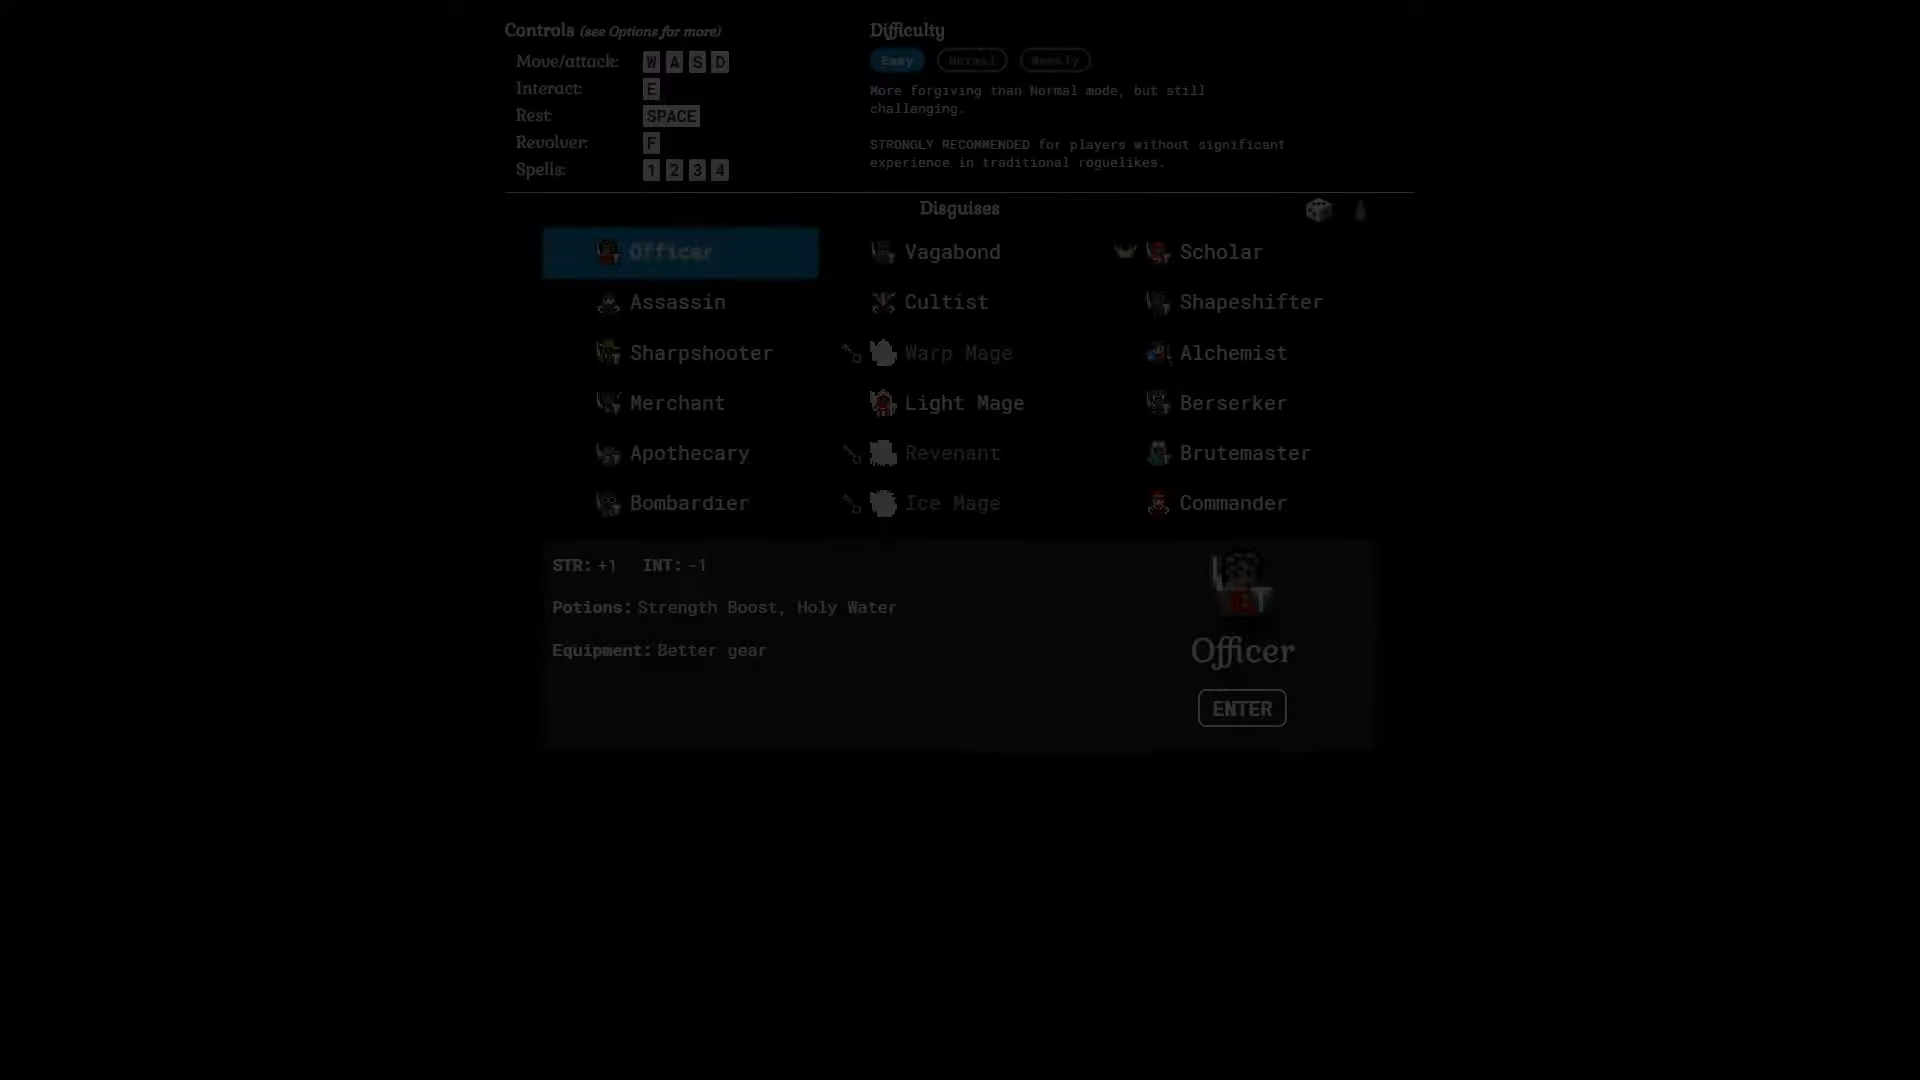 Controls (see Options for more)
Move/attack: W A S D
Interact: E
Rest: SPACE
Revolver: F
Spells: 1 2 3 4
Difficulty
Easy Normal Weekly
More forgiving than Normal mode, but still
challenging.
STRONGLY RECOMMENDED for players without significant
experience in traditional roguelikes.
Disguises
Officer Vagabond Scholar
Assassin Cultist Shapeshifter
Sharpshooter Warp Mage Alchemist
Merchant Light Mage Berserker
Apothecary Revenant Brutemaster
Bombardier Ice Mage Commander
STR: +1 INT: -1
Potions: Strength Boost, Holy Water
Equipment: Better gear
Officer
ENTER